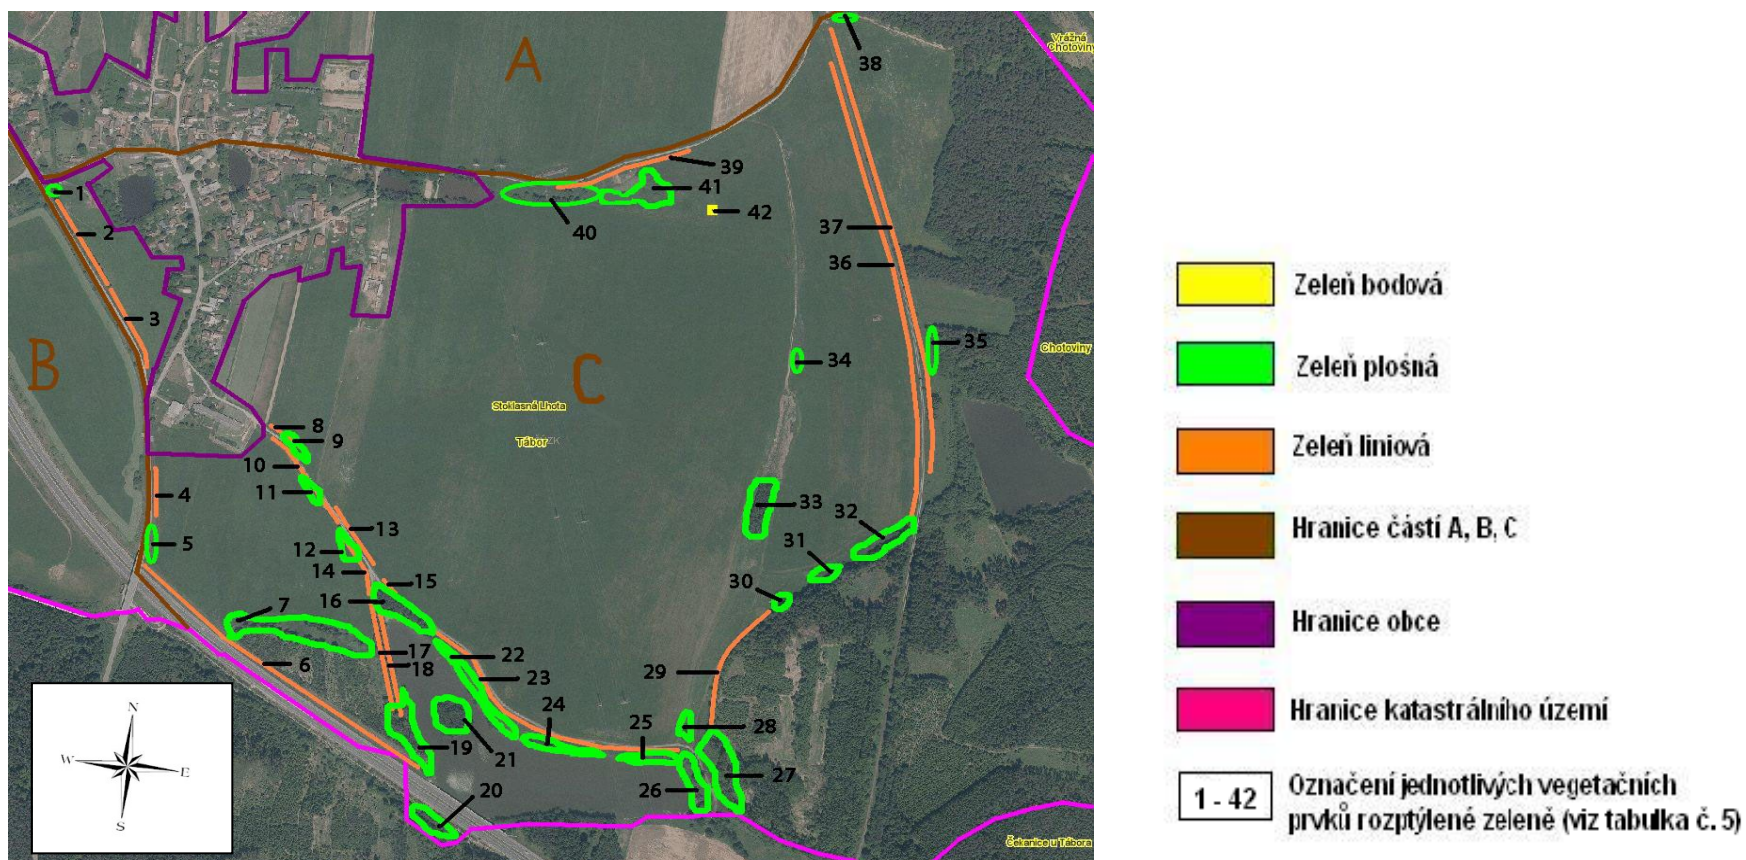 A
Vrážná
Chotoviny
38
39
1
41
2
42
40
37
36
3
B
C
35
34
Chotoviny
Stoklasná Lhota
Tábor
8
9
10
11
4
33
32
13
5
12
31
14
15
30
16
7
17
22
6
18
29
23
24
25
28
19
21
27
26
20
N
W
E
S
Čekanice u Tábora
Zeleň bodová
Zeleň plošná
Zeleň liniová
Hranice částí A, B, C
Hranice obce
Hranice katastrálního území
1 - 42
Označení jednotlivých vegetačních
prvků rozptýlené zeleně (viz tabulka č. 5)